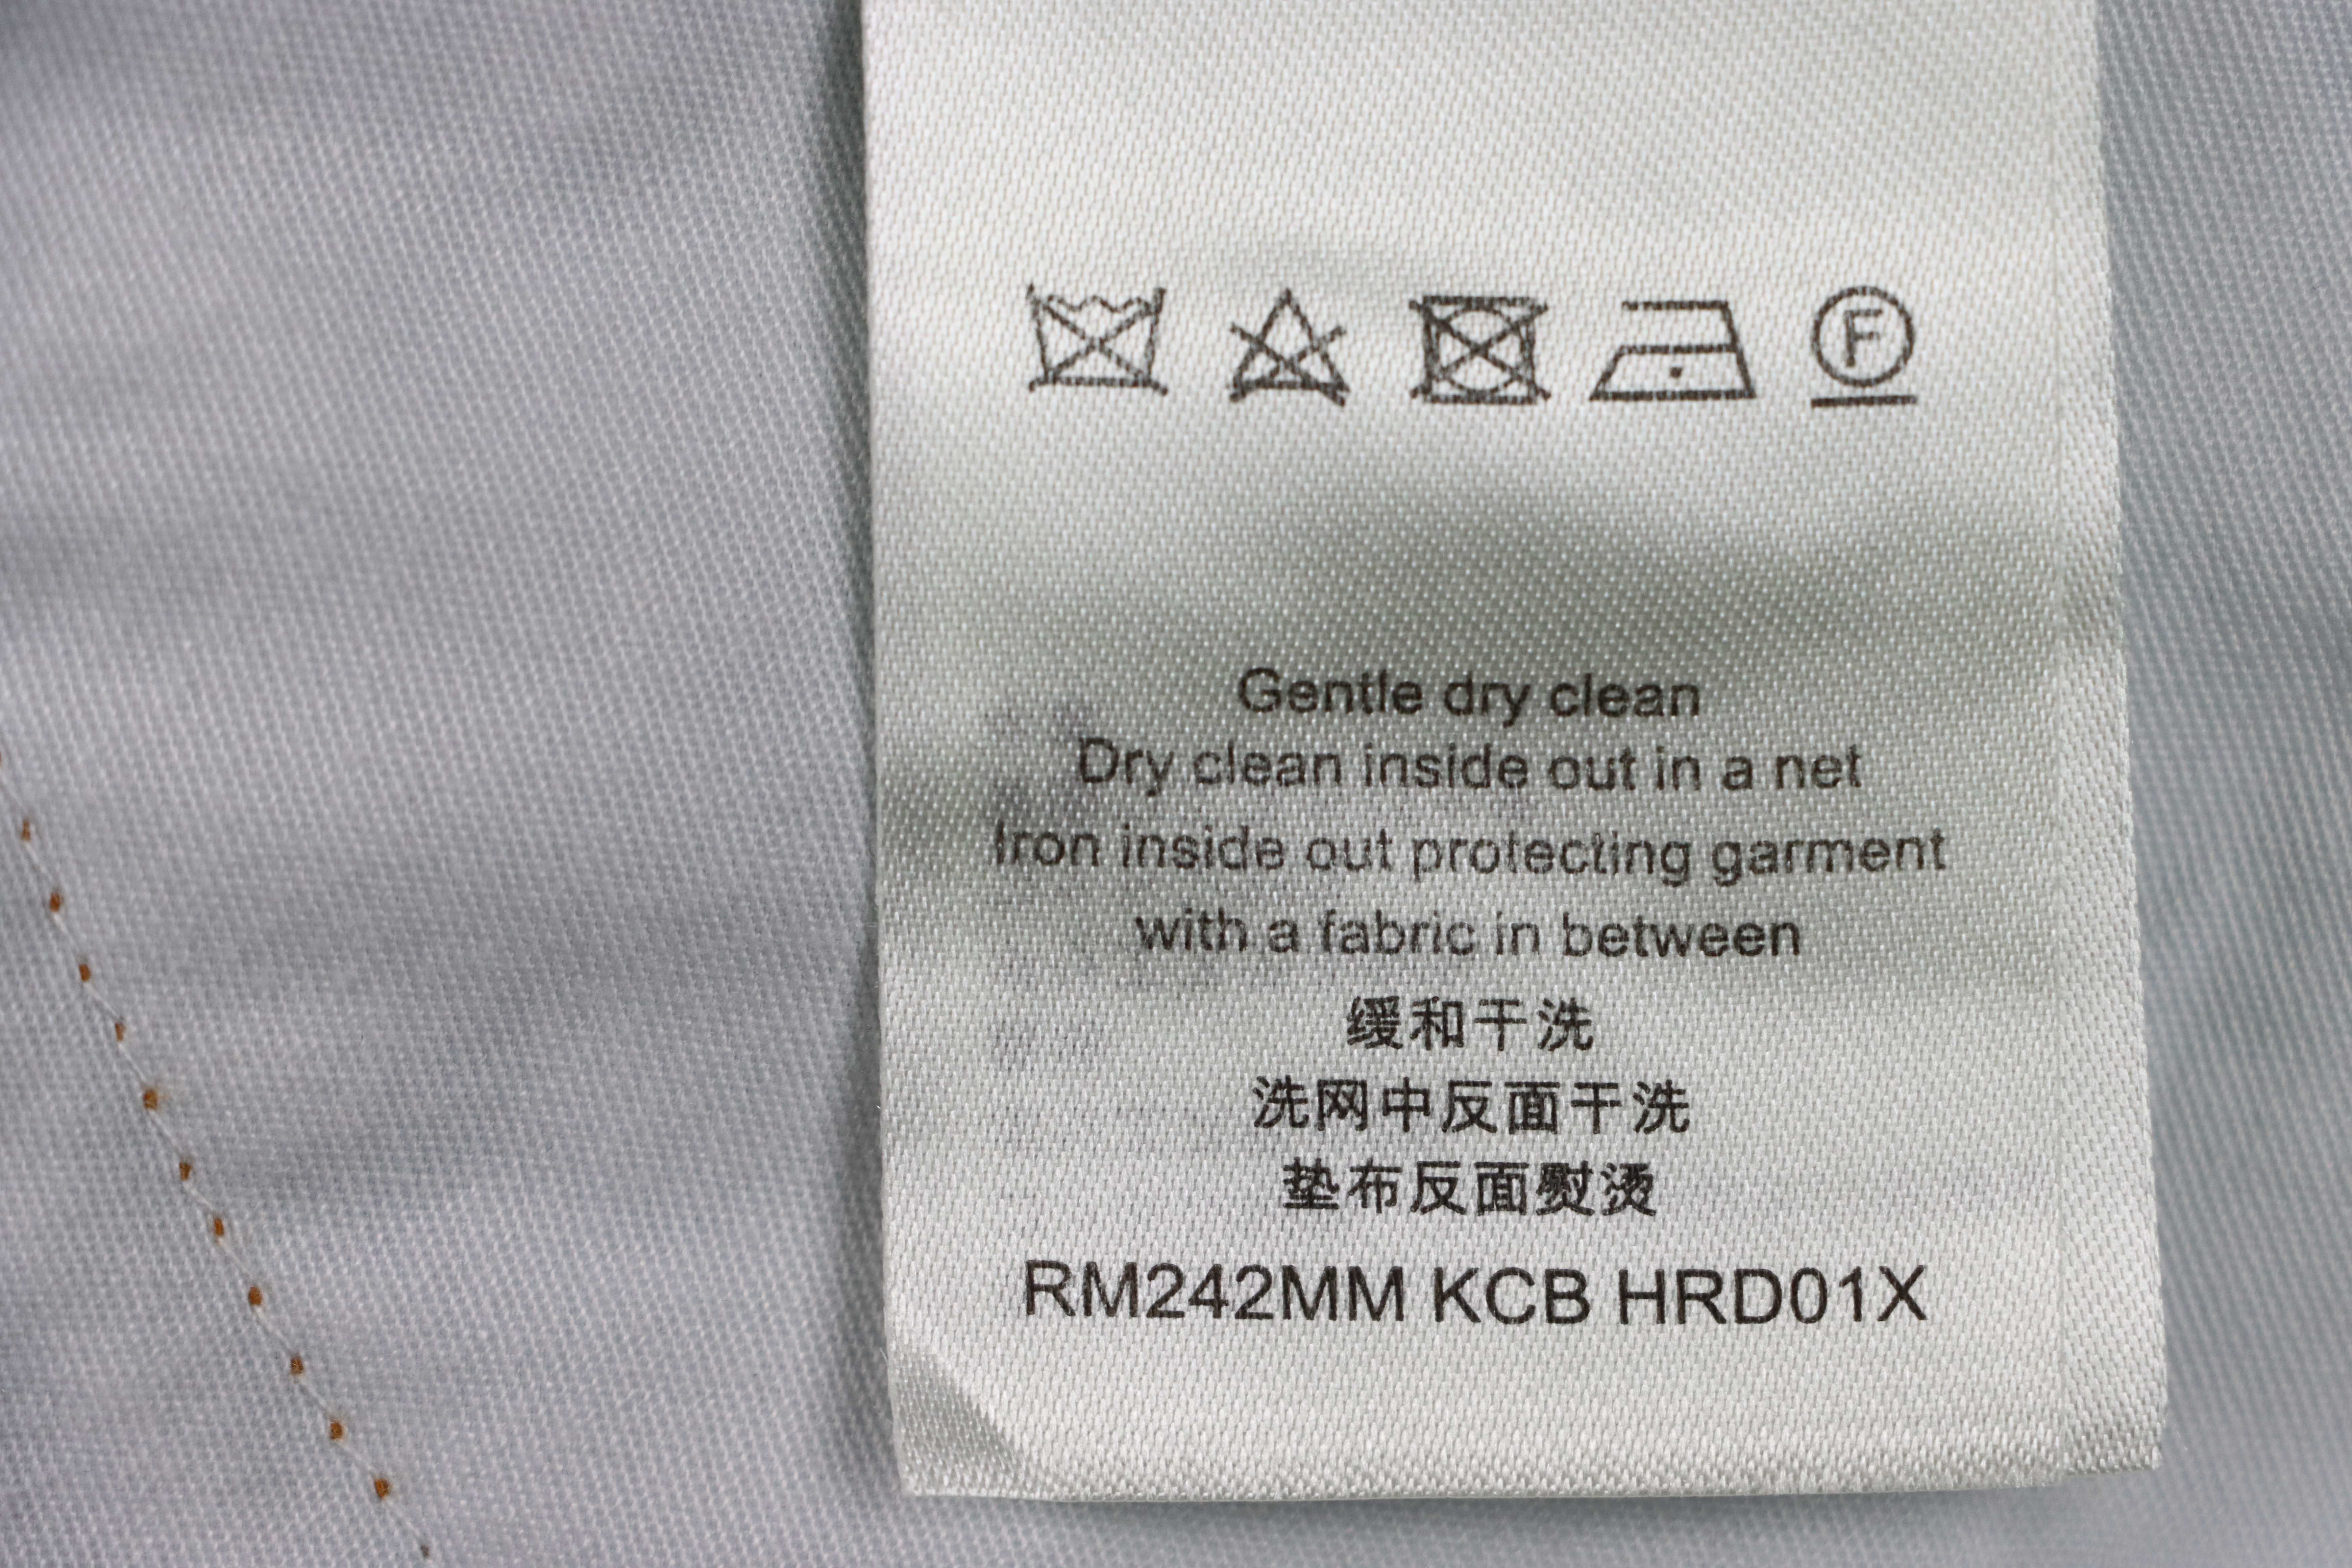 F
Gentle dry clean
Dry clean inside out in a net
Iron inside out protecting garment
with a fabric in between
缓和干洗
洗网中反面干洗
垫布反面熨烫
RM242MM KCB HRD01X